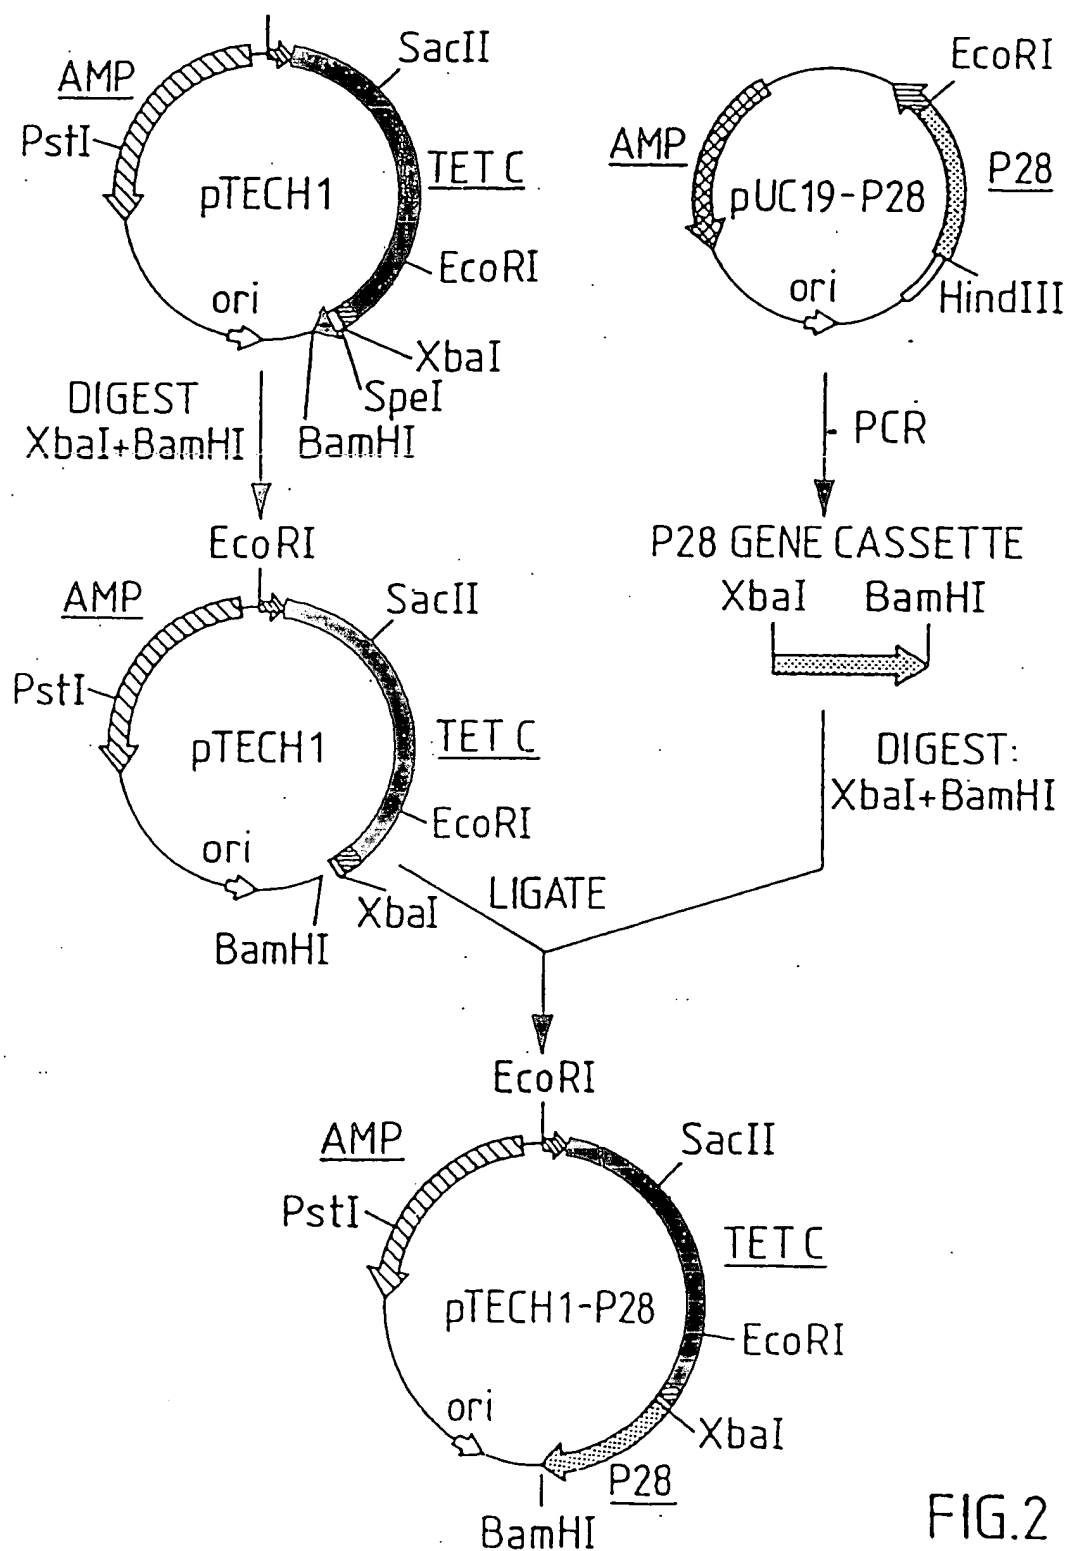 SacII
AMP
PstI
TET C
pTECH1
EcoRI
ori
XbaI
SpeI
BamHI
DIGEST
XbaI+BamHI
EcoRI
AMP
P28
pUC19-P28
ori
HindIII
PCR
P28 GENE CASSETTE
XbaI BamHI
DIGEST:
XbaI+BamHI
EcoRI
AMP
SacII
PstI
TET C
pTECH1
EcoRI
ori
XbaI
BamHI
LIGATE
EcoRI
AMP
SacII
PstI
TET C
pTECH1-P28
EcoRI
ori
XbaI
P28
BamHI
FIG.2